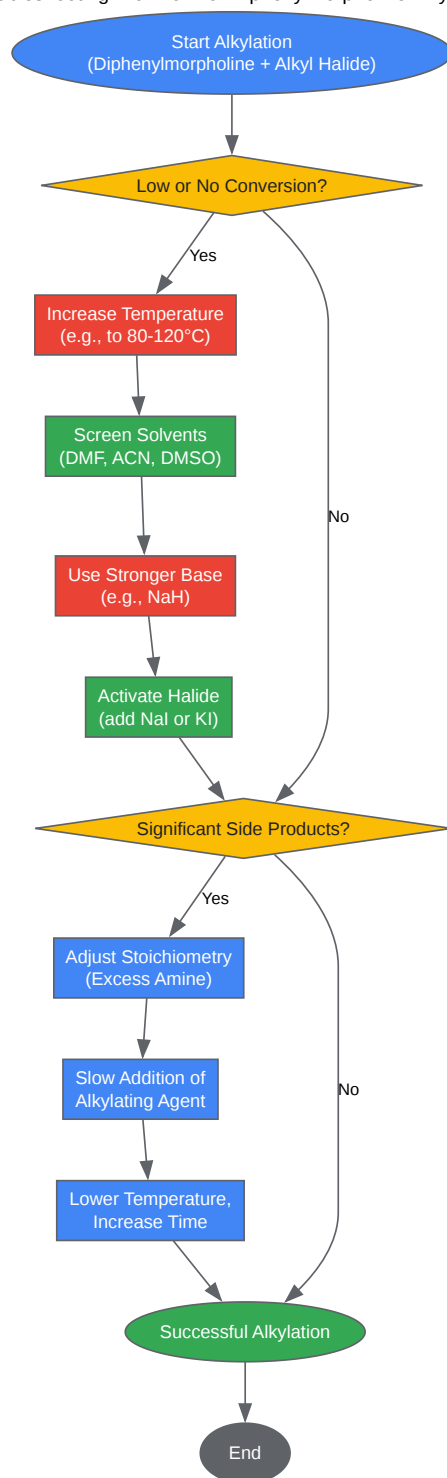 Start Alkylation
(Diphenylmorpholine + Alkyl Halide)
Low or No Conversion?
Yes
Increase Temperature
(e.g., to 80-120°C)
Screen Solvents
(DMF, ACN, DMSO)
No
Use Stronger Base
(e.g., NaH)
Activate Halide
(add NaI or KI)
Significant Side Products?
Yes
Adjust Stoichiometry
(Excess Amine)
Slow Addition of
Alkylating Agent
No
Lower Temperature,
Increase Time
Successful Alkylation
End